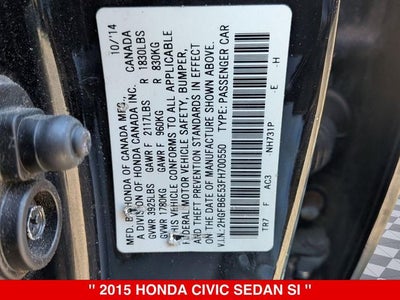 MFD. BY HONDA OF CANADA MFG., 10/14
A DIVISION OF HONDA CANADA INC. CANADA
GVWR 3925LBS GAWR F 2117LBS R 1830LBS
GVWR 1780KG GAWR F 960KG R 830KG
THIS VEHICLE CONFORMS TO ALL APPLICABLE
FEDERAL MOTOR VEHICLE SAFETY, BUMPER,
AND THEFT PREVENTION STANDARDS IN EFFECT
ON THE DATE OF MANUFACTURE SHOWN ABOVE.
V.I.N.: 2HGFB6E53FH700550 TYPE: PASSENGER CAR
NH731P E -H
TR7 F AC3
" 2015 HONDA CIVIC SEDAN SI "